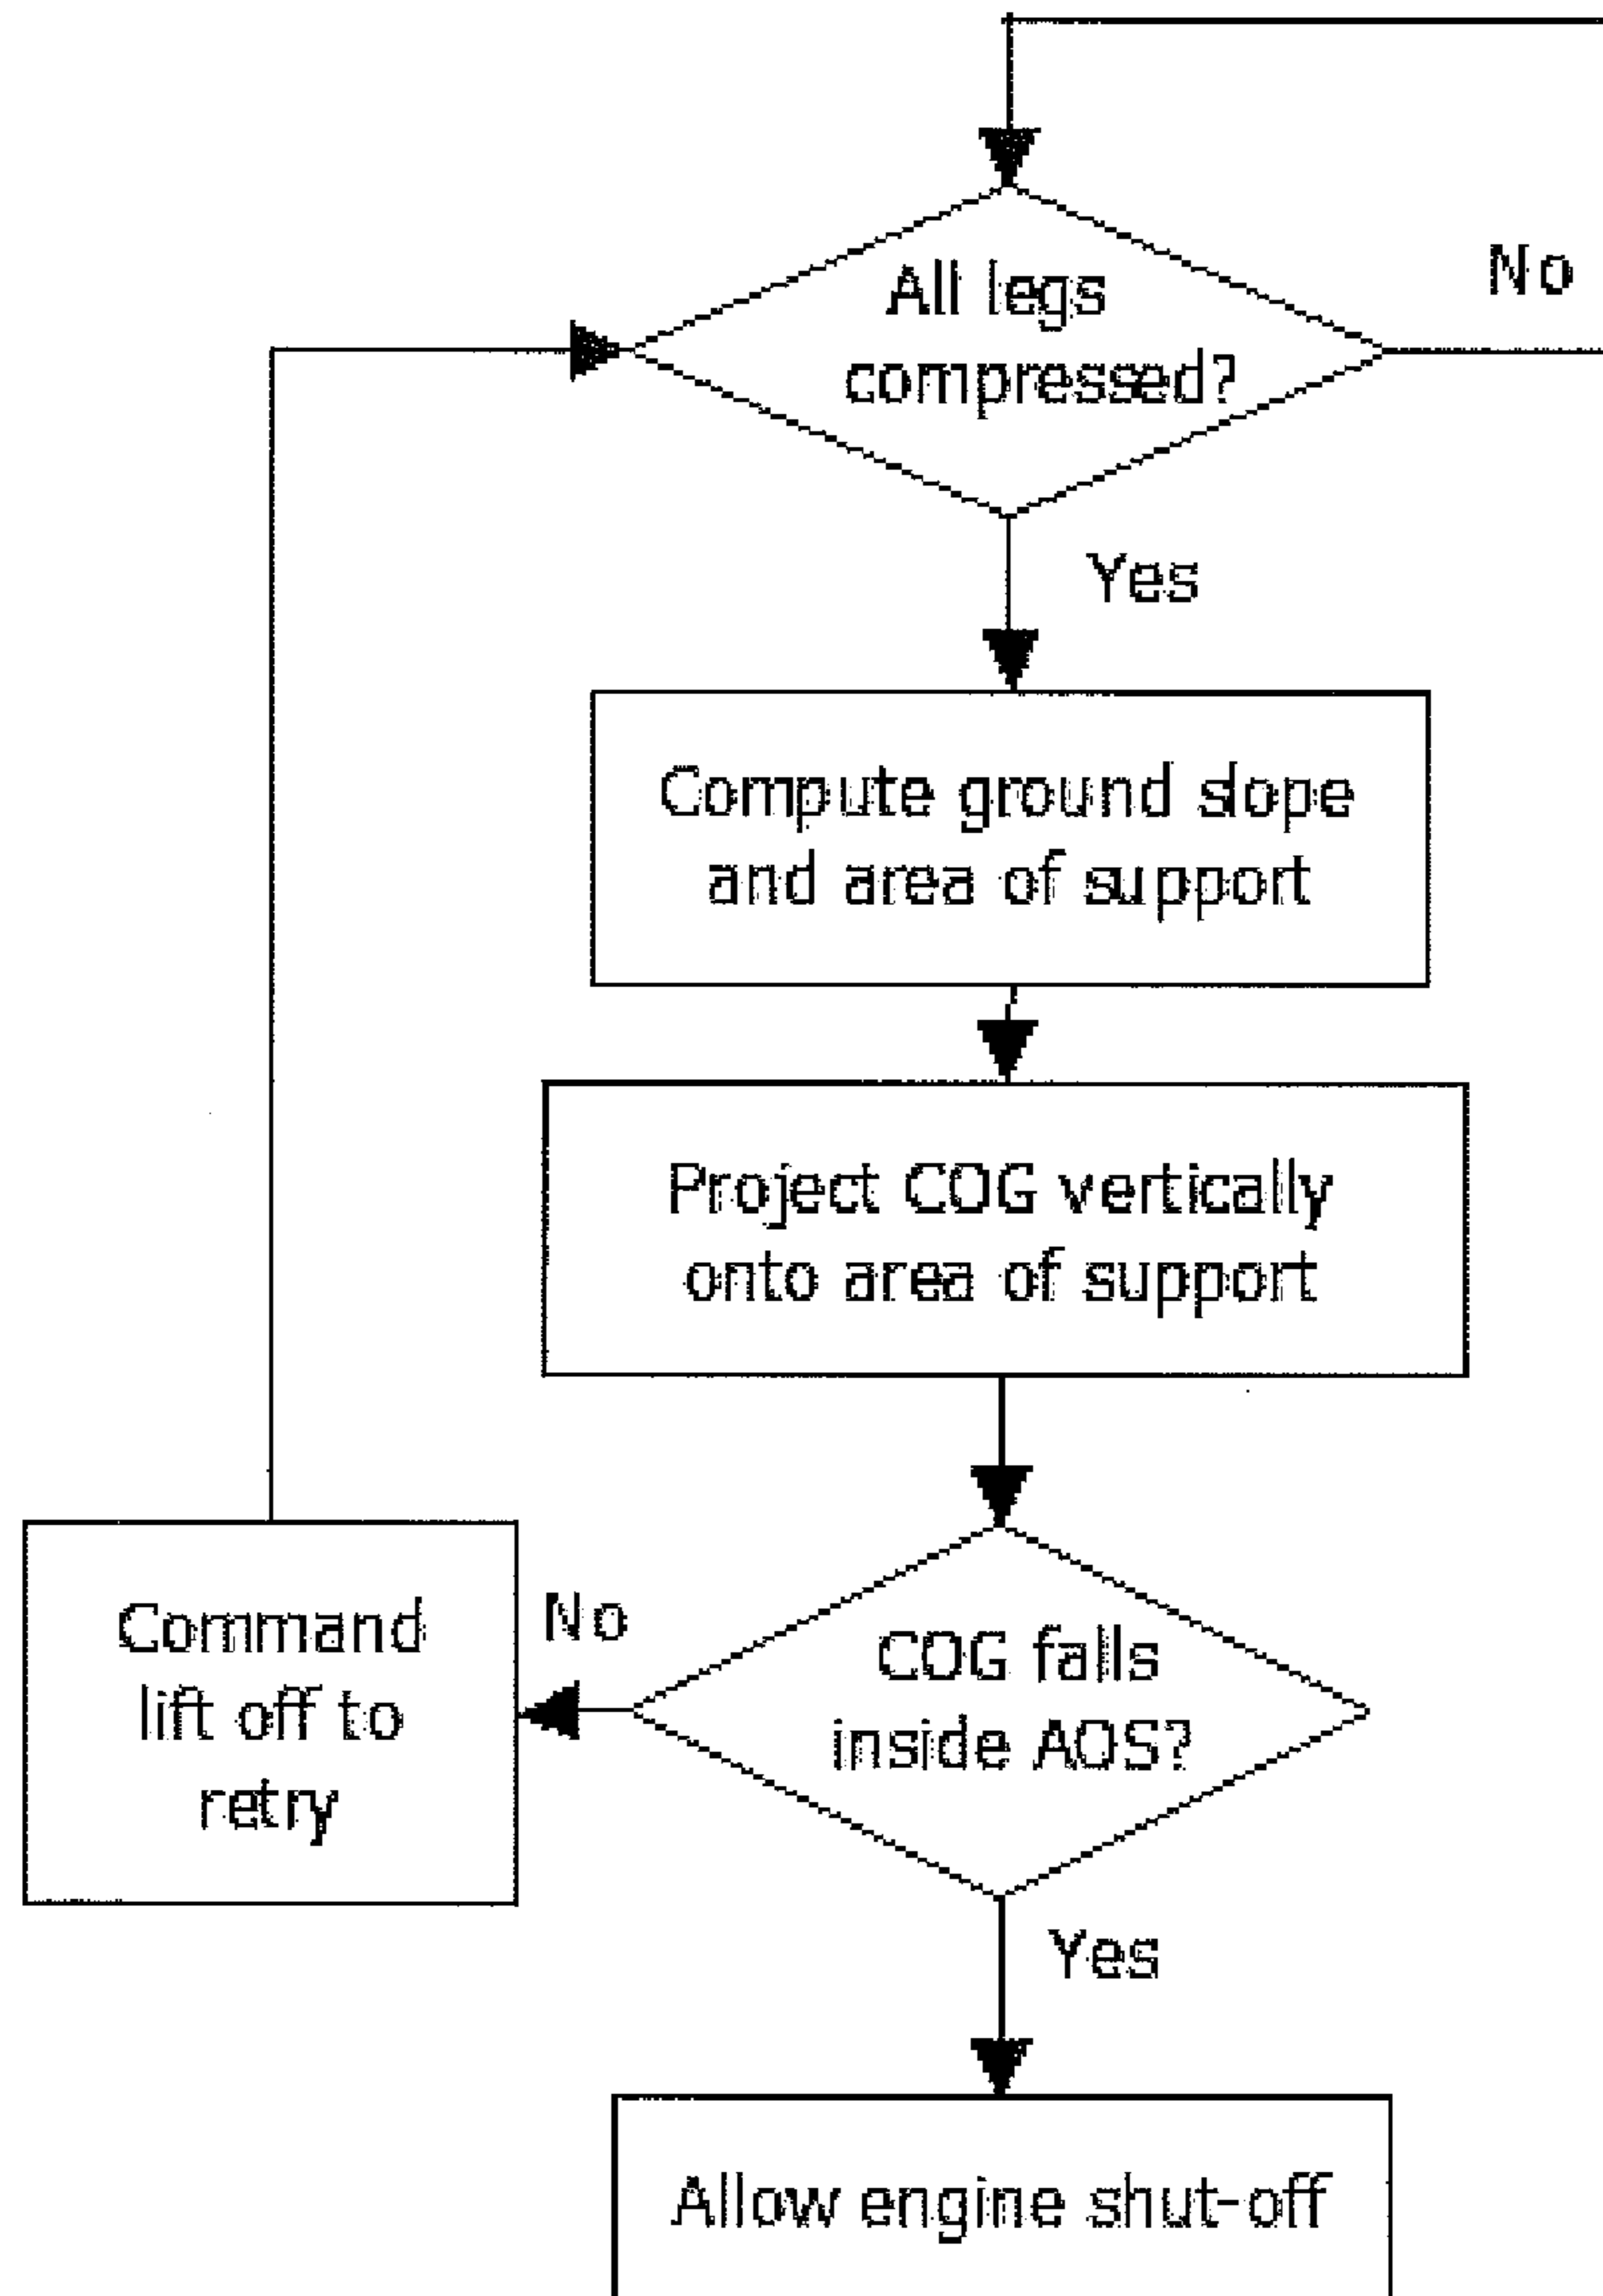 All legs
compressed?
No
Yes
Compute ground slope
and area of support
Project COG vertically
onto area of support
Command
lift off to
retry
No
COG falls
inside AOS?
Yes
Allow engine shut-off